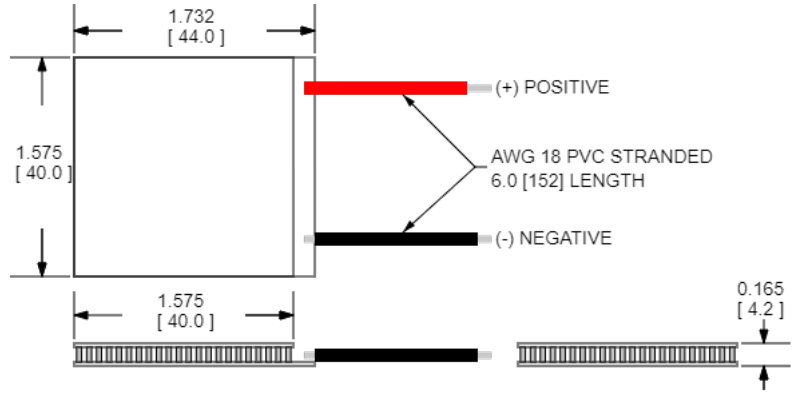 1.732
[ 44.0 ]
(+) POSITIVE
1.575
[ 40.0 ]
AWG 18 PVC STRANDED
6.0 [152] LENGTH
(-) NEGATIVE
1.575
[ 40.0 ]
0.165
[ 4.2 ]